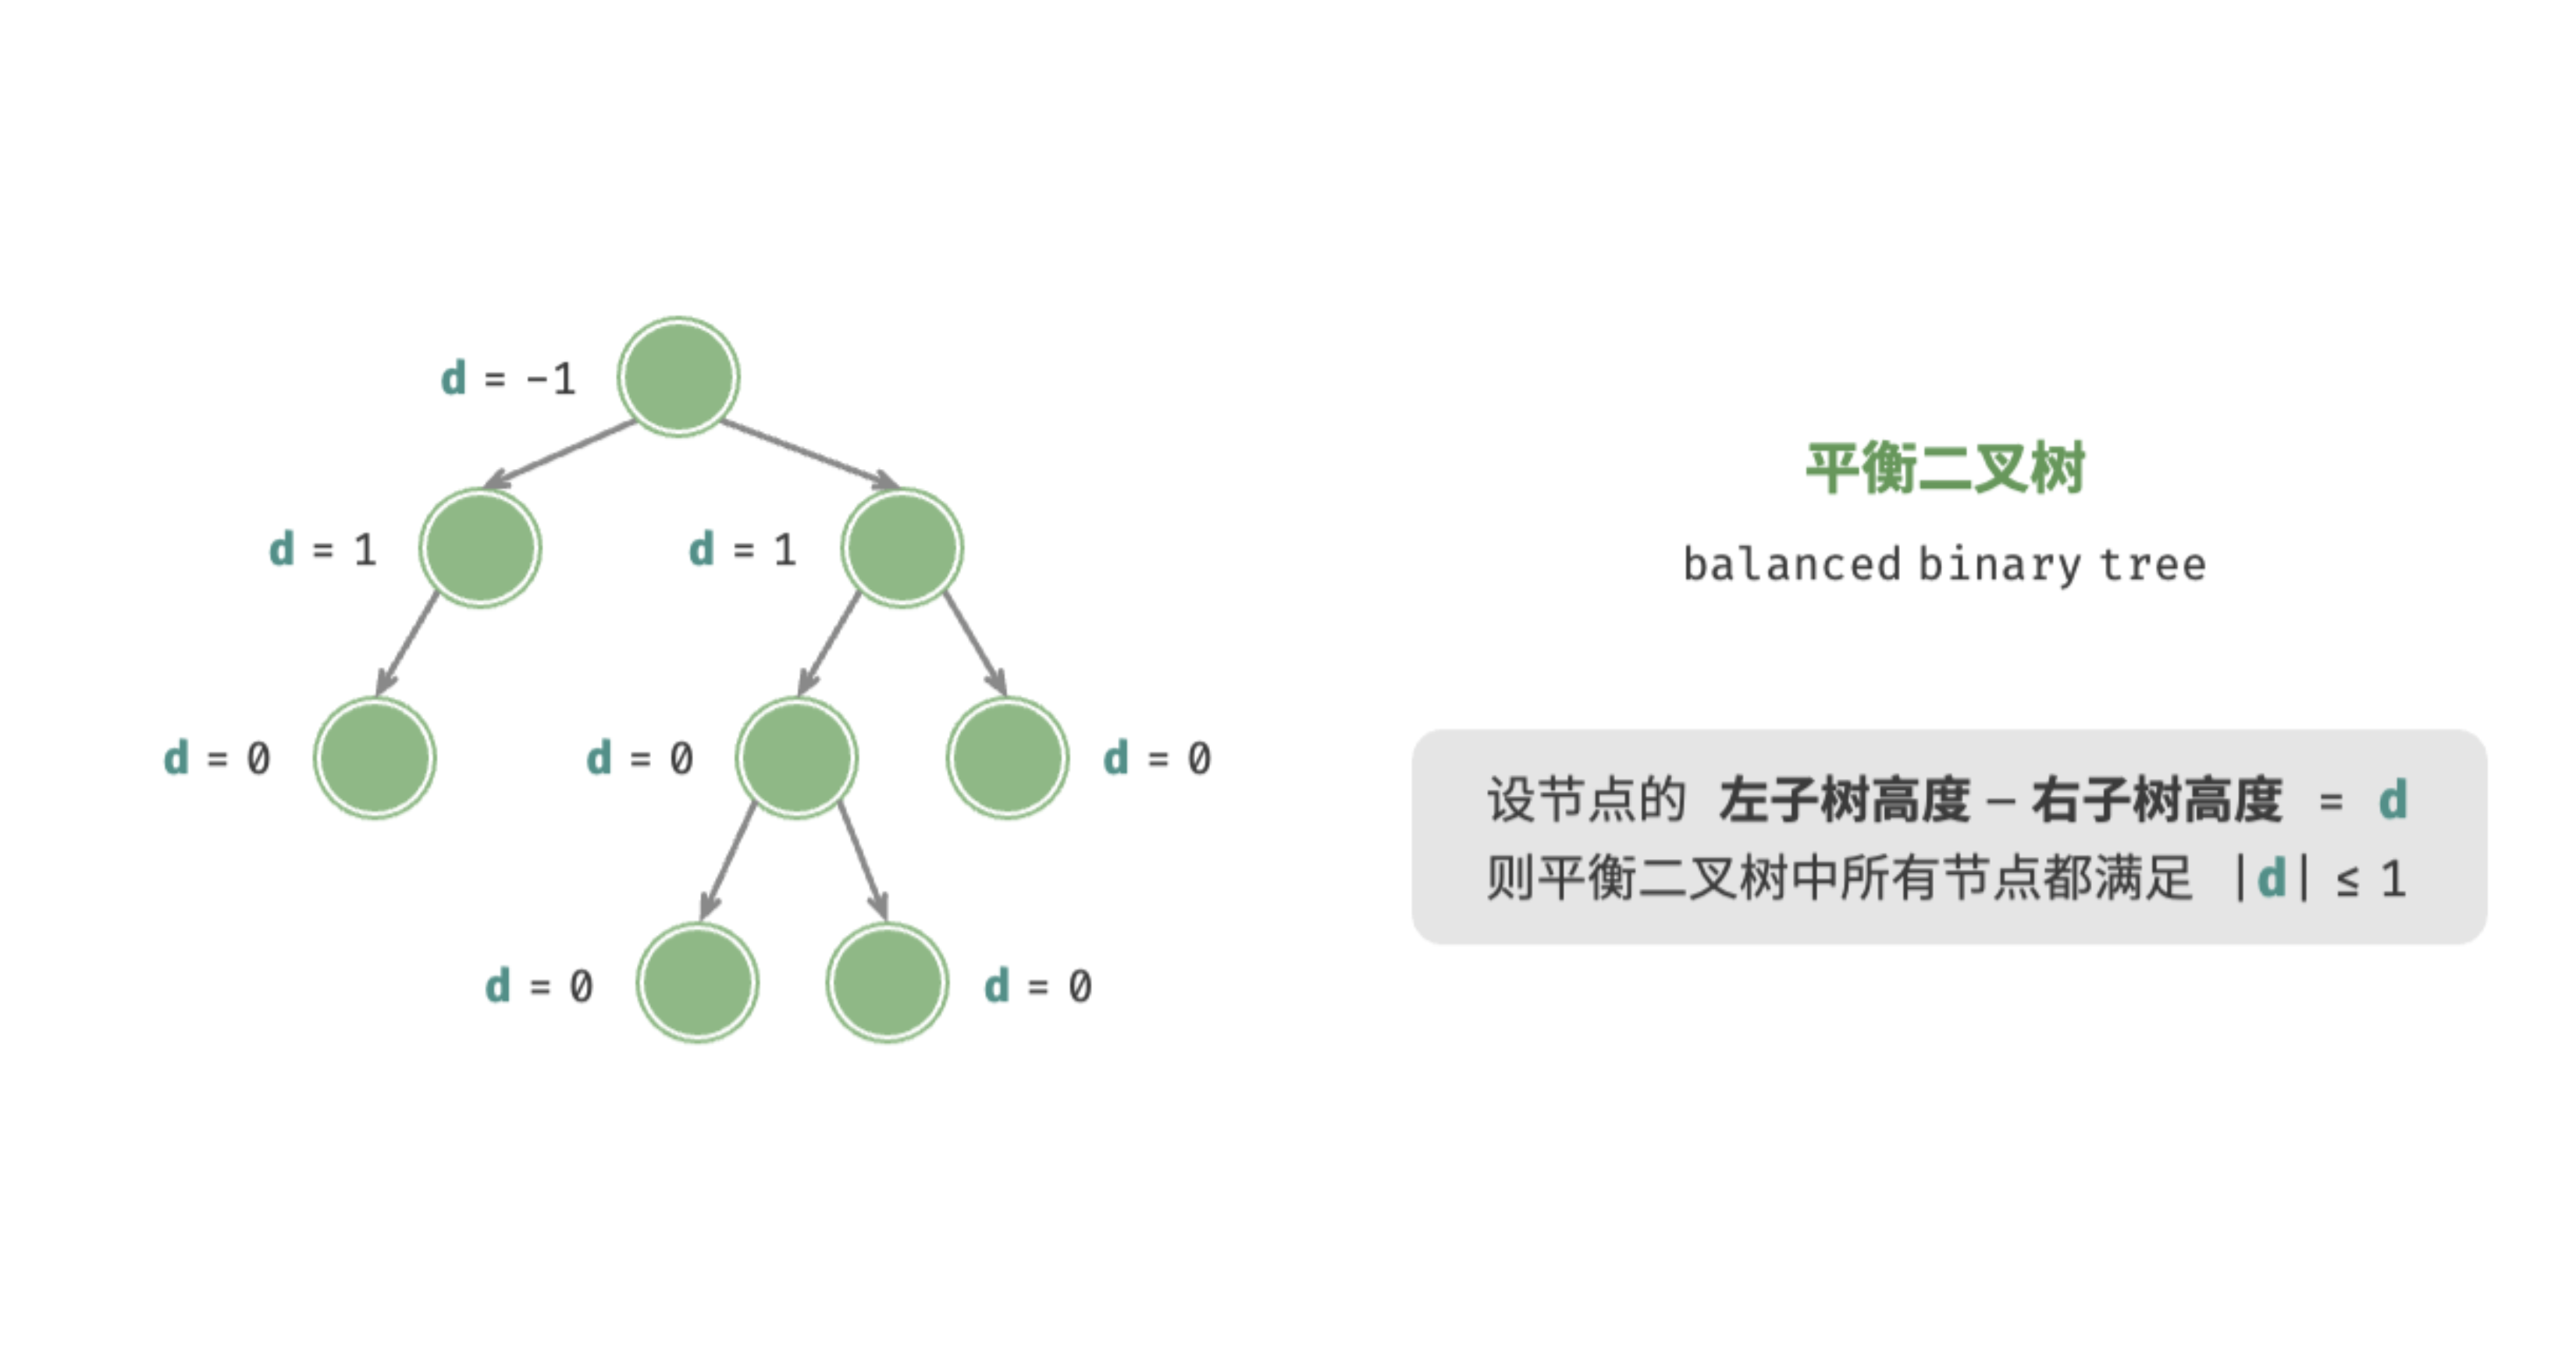 d = -1
d = 1
d = 1
d = 0
d = 0
d = 0
d = 0
d = 0
平衡二叉树
balanced binary tree
设节点的 左子树高度 – 右子树高度 = d
则平衡二叉树中所有节点都满足 |d| ≤ 1